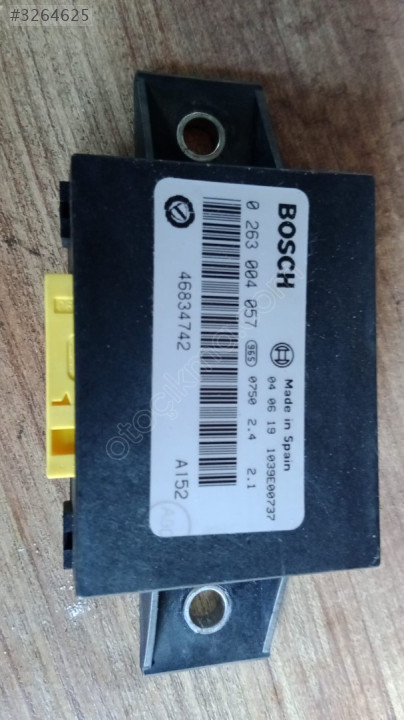 #3264625
BOSCH
Made in Spain
0 263 004 057
04 06 19 1039E00737
965 0750 2.4 2.1
46834742
A152